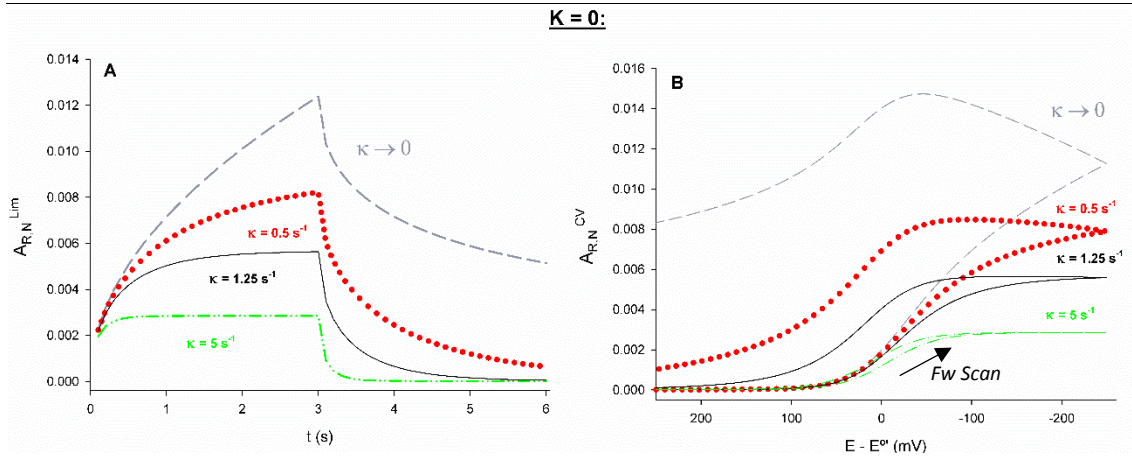 K = 0:
A
0.014
0.012
0.010
0.008
0.006
0.004
0.002
0.000
A_R,N^Lim
κ → 0
κ = 0.5 s⁻¹
κ = 1.25 s⁻¹
κ = 5 s⁻¹
0 1 2 3 4 5 6
t (s)
B
0.016
0.014
0.012
0.010
0.008
0.006
0.004
0.002
0.000
A_R,N^CV
κ → 0
κ = 0.5 s⁻¹
κ = 1.25 s⁻¹
κ = 5 s⁻¹
Fw Scan
200 100 0 -100 -200
E - E⁰' (mV)